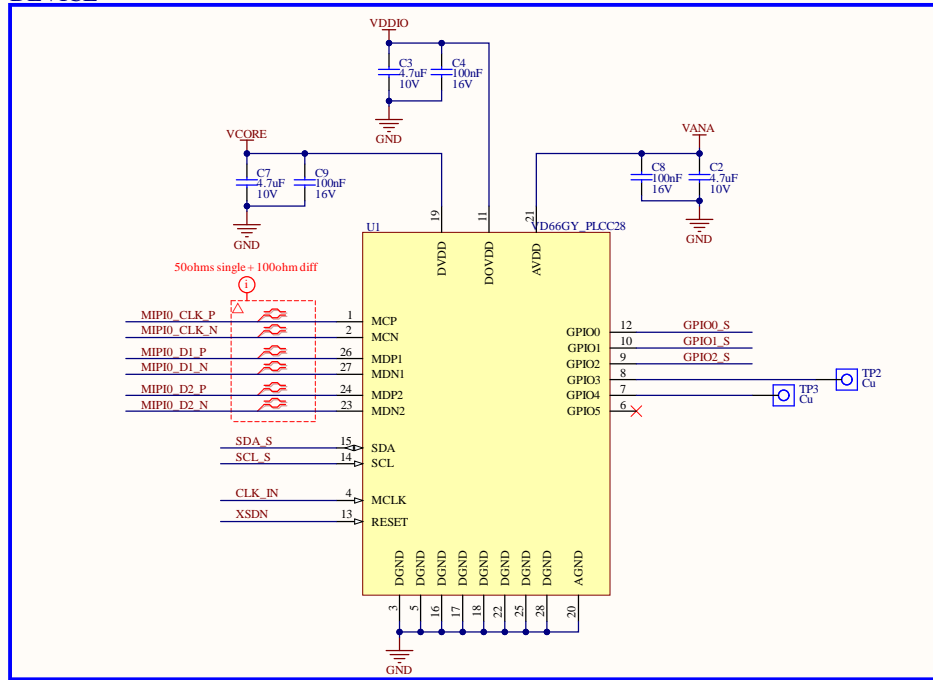 VDDIO
C3
4.7uF
10V
C4
100nF
16V
GND
VCORE
C7
4.7uF
10V
C9
100nF
16V
GND
VANA
C8
100nF
16V
C2
4.7uF
10V
GND
19
11
21
U1
VD66GY_PLCC28
DVDD
DOVDD
AVDD
50ohms single + 100ohm diff
i
MIPI0_CLK_P
1
MCP
MIPI0_CLK_N
2
MCN
MIPI0_D1_P
26
MDP1
MIPI0_D1_N
27
MDN1
MIPI0_D2_P
24
MDP2
MIPI0_D2_N
23
MDN2
SDA_S
15
SDA
SCL_S
14
SCL
CLK_IN
4
MCLK
XSDN
13
RESET
GPIO0
12
GPIO0_S
GPIO1
10
GPIO1_S
GPIO2
9
GPIO2_S
GPIO3
8
TP2
Cu
GPIO4
7
TP3
Cu
GPIO5
6
DGND
DGND
DGND
DGND
DGND
DGND
DGND
DGND
AGND
3
5
16
17
18
22
25
28
20
GND